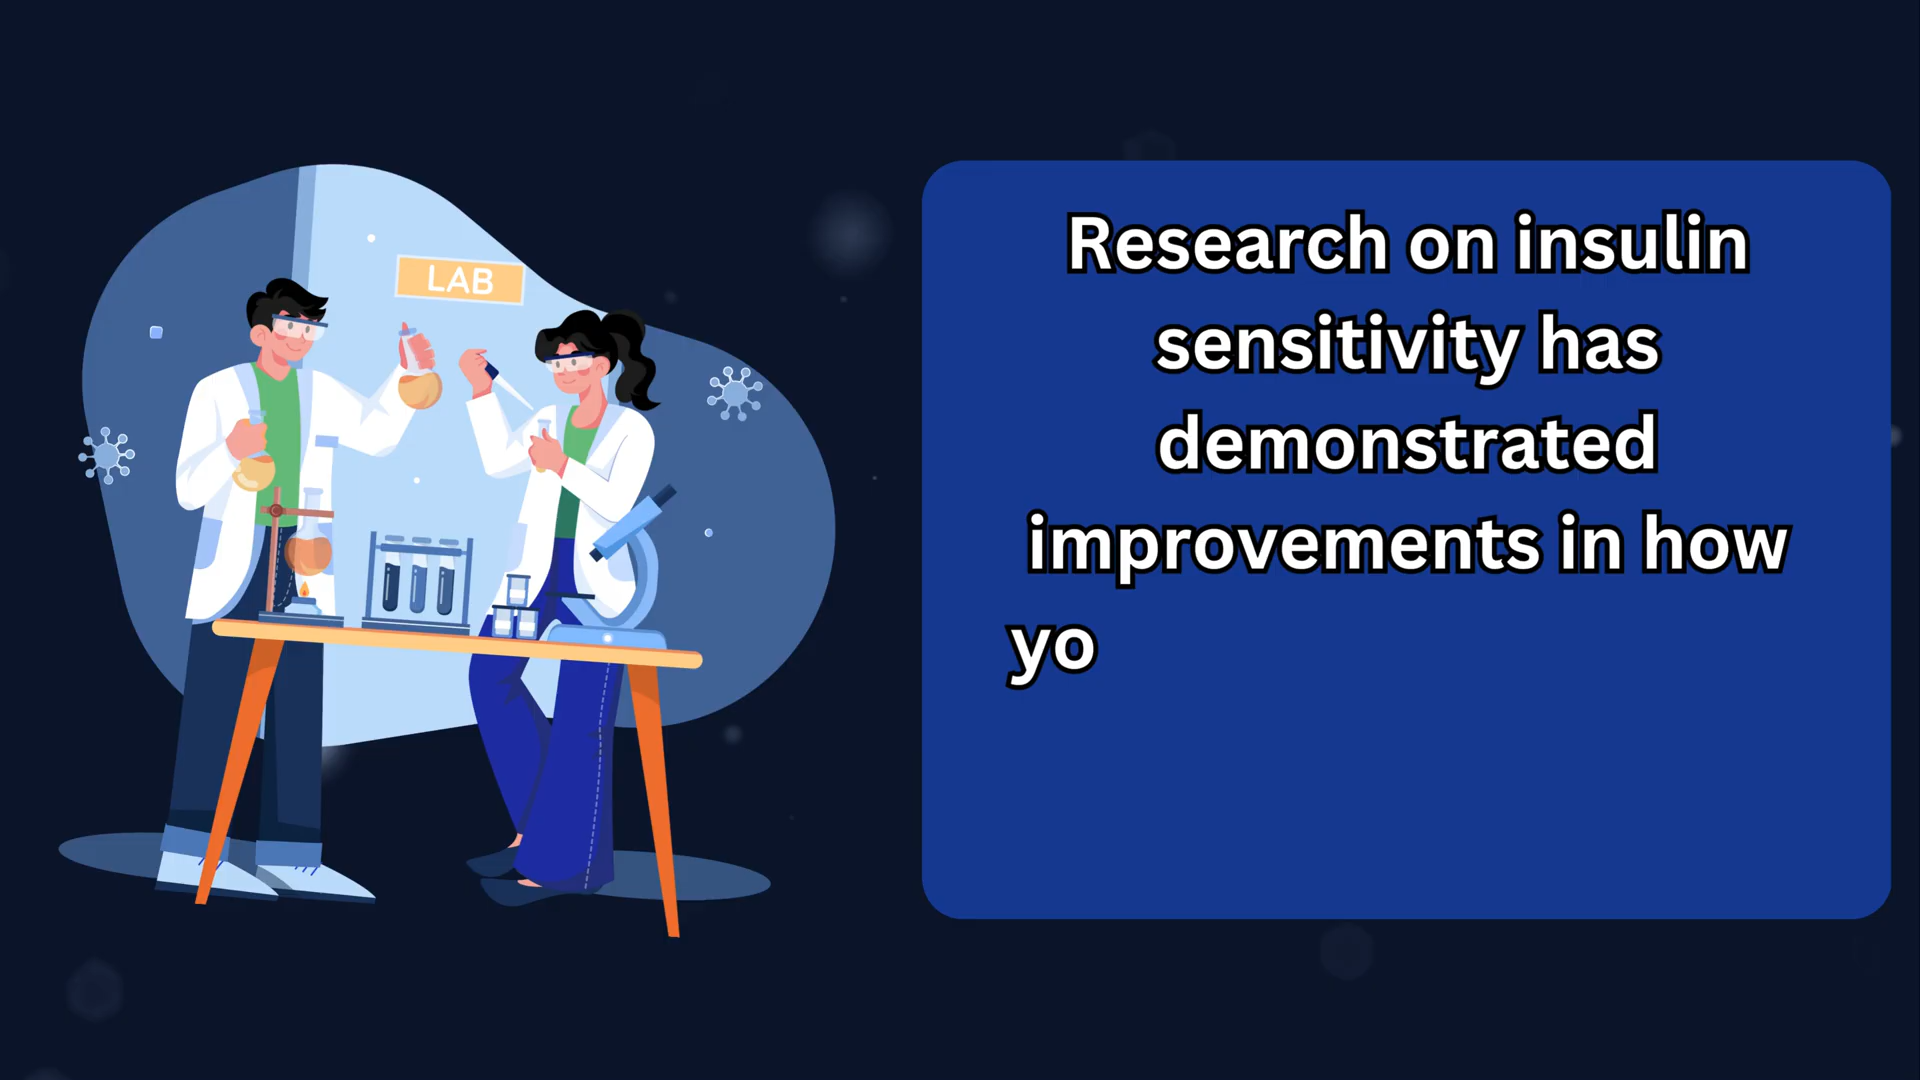 LAB
Research on insulin
sensitivity has
demonstrated
improvements in how
yo